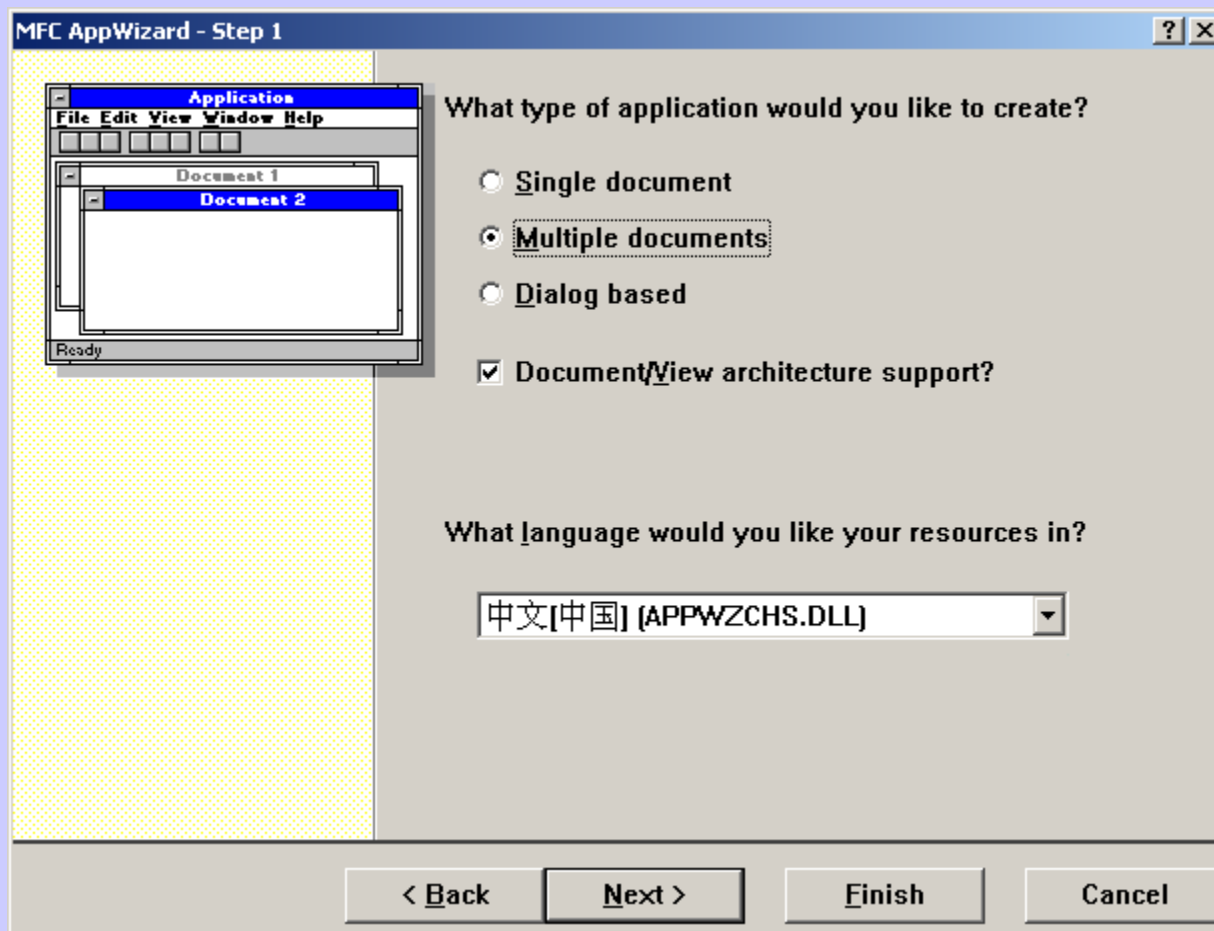 MFC AppWizard - Step 1
Application
File Edit View Window Help
Document 1
Document 2
Ready
What type of application would you like to create?
Single document
Multiple documents
Dialog based
Document/View architecture support?
What language would you like your resources in?
中文[中国] (APPWZCHS.DLL)
< Back
Next >
Finish
Cancel